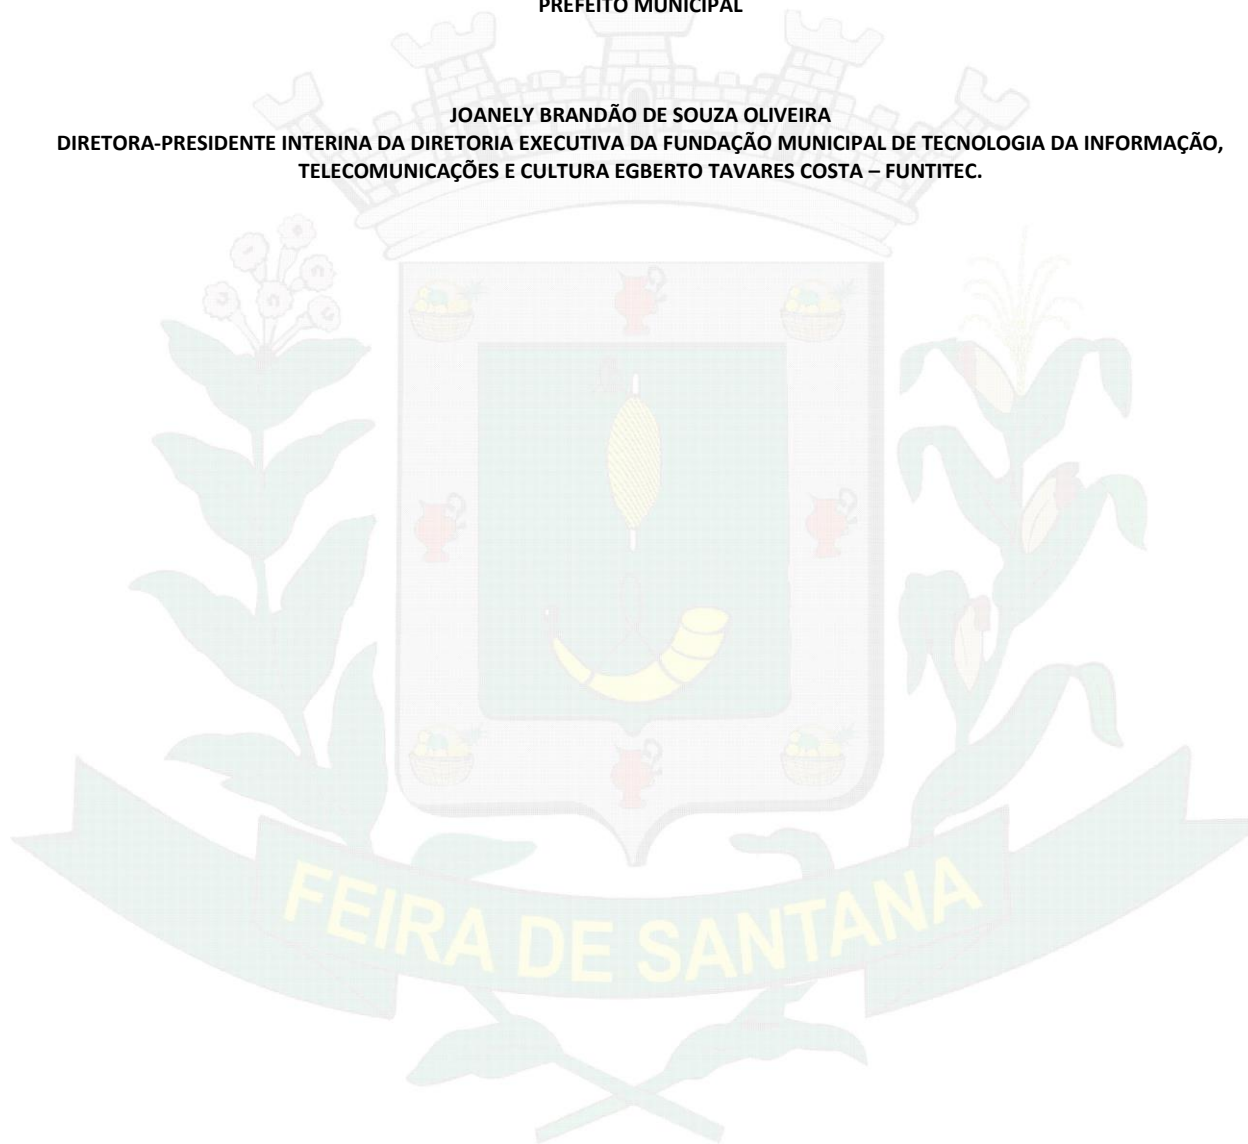 PREFEITO MUNICIPAL
JOANELY BRANDÃO DE SOUZA OLIVEIRA
DIRETORA-PRESIDENTE INTERINA DA DIRETORIA EXECUTIVA DA FUNDAÇÃO MUNICIPAL DE TECNOLOGIA DA INFORMAÇÃO,
TELECOMUNICAÇÕES E CULTURA EGBERTO TAVARES COSTA – FUNTITEC.
FEIRA DE SANTANA